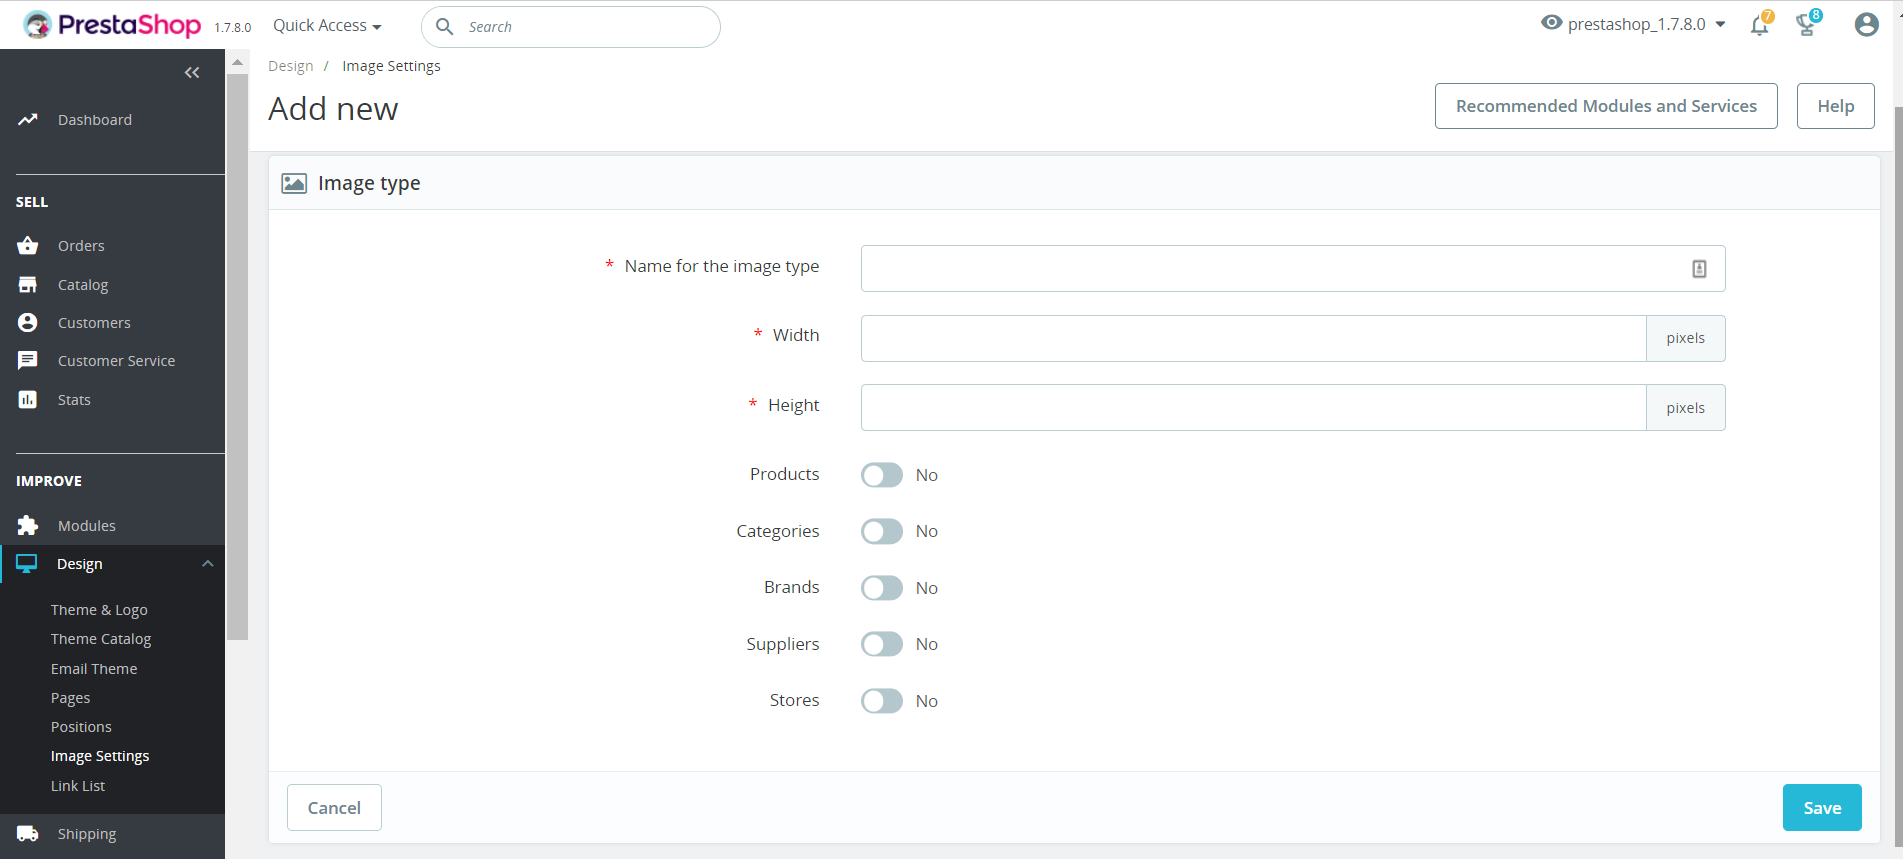 PrestaShop 1.7.8.0 Quick Access Search prestashop_1.7.8.0 7 8
Design / Image Settings
Add new
Recommended Modules and Services Help
Dashboard
SELL
Orders
Catalog
Customers
Customer Service
Stats
IMPROVE
Modules
Design
Theme & Logo
Theme Catalog
Email Theme
Pages
Positions
Image Settings
Link List
Shipping
Image type
* Name for the image type
* Width pixels
* Height pixels
Products No
Categories No
Brands No
Suppliers No
Stores No
Cancel Save